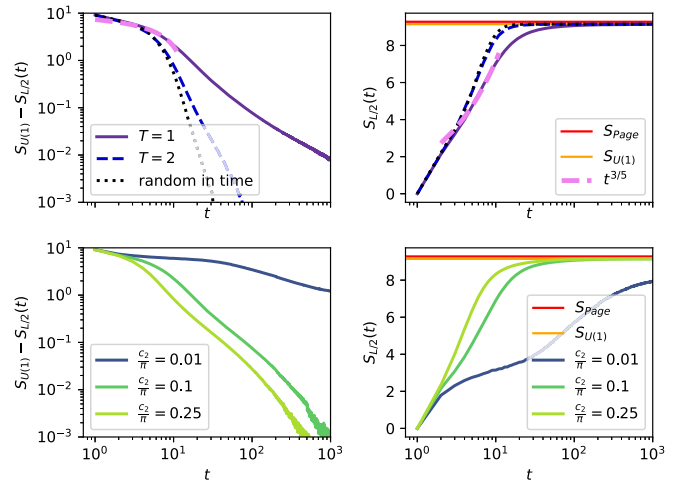 10^1
10^0
10^-1
10^-2
10^-3
S_U(1) − S_L/2(t)
T = 1
T = 2
random in time
t
8
6
4
2
0
S_L/2(t)
S_Page
S_U(1)
t^3/5
t
10^1
10^0
10^-1
10^-2
10^-3
S_U(1) − S_L/2(t)
c_2/π = 0.01
c_2/π = 0.1
c_2/π = 0.25
10^0 10^1 10^2 10^3
t
8
6
4
2
0
S_L/2(t)
S_Page
S_U(1)
c_2/π = 0.01
c_2/π = 0.1
c_2/π = 0.25
10^0 10^1 10^2 10^3
t